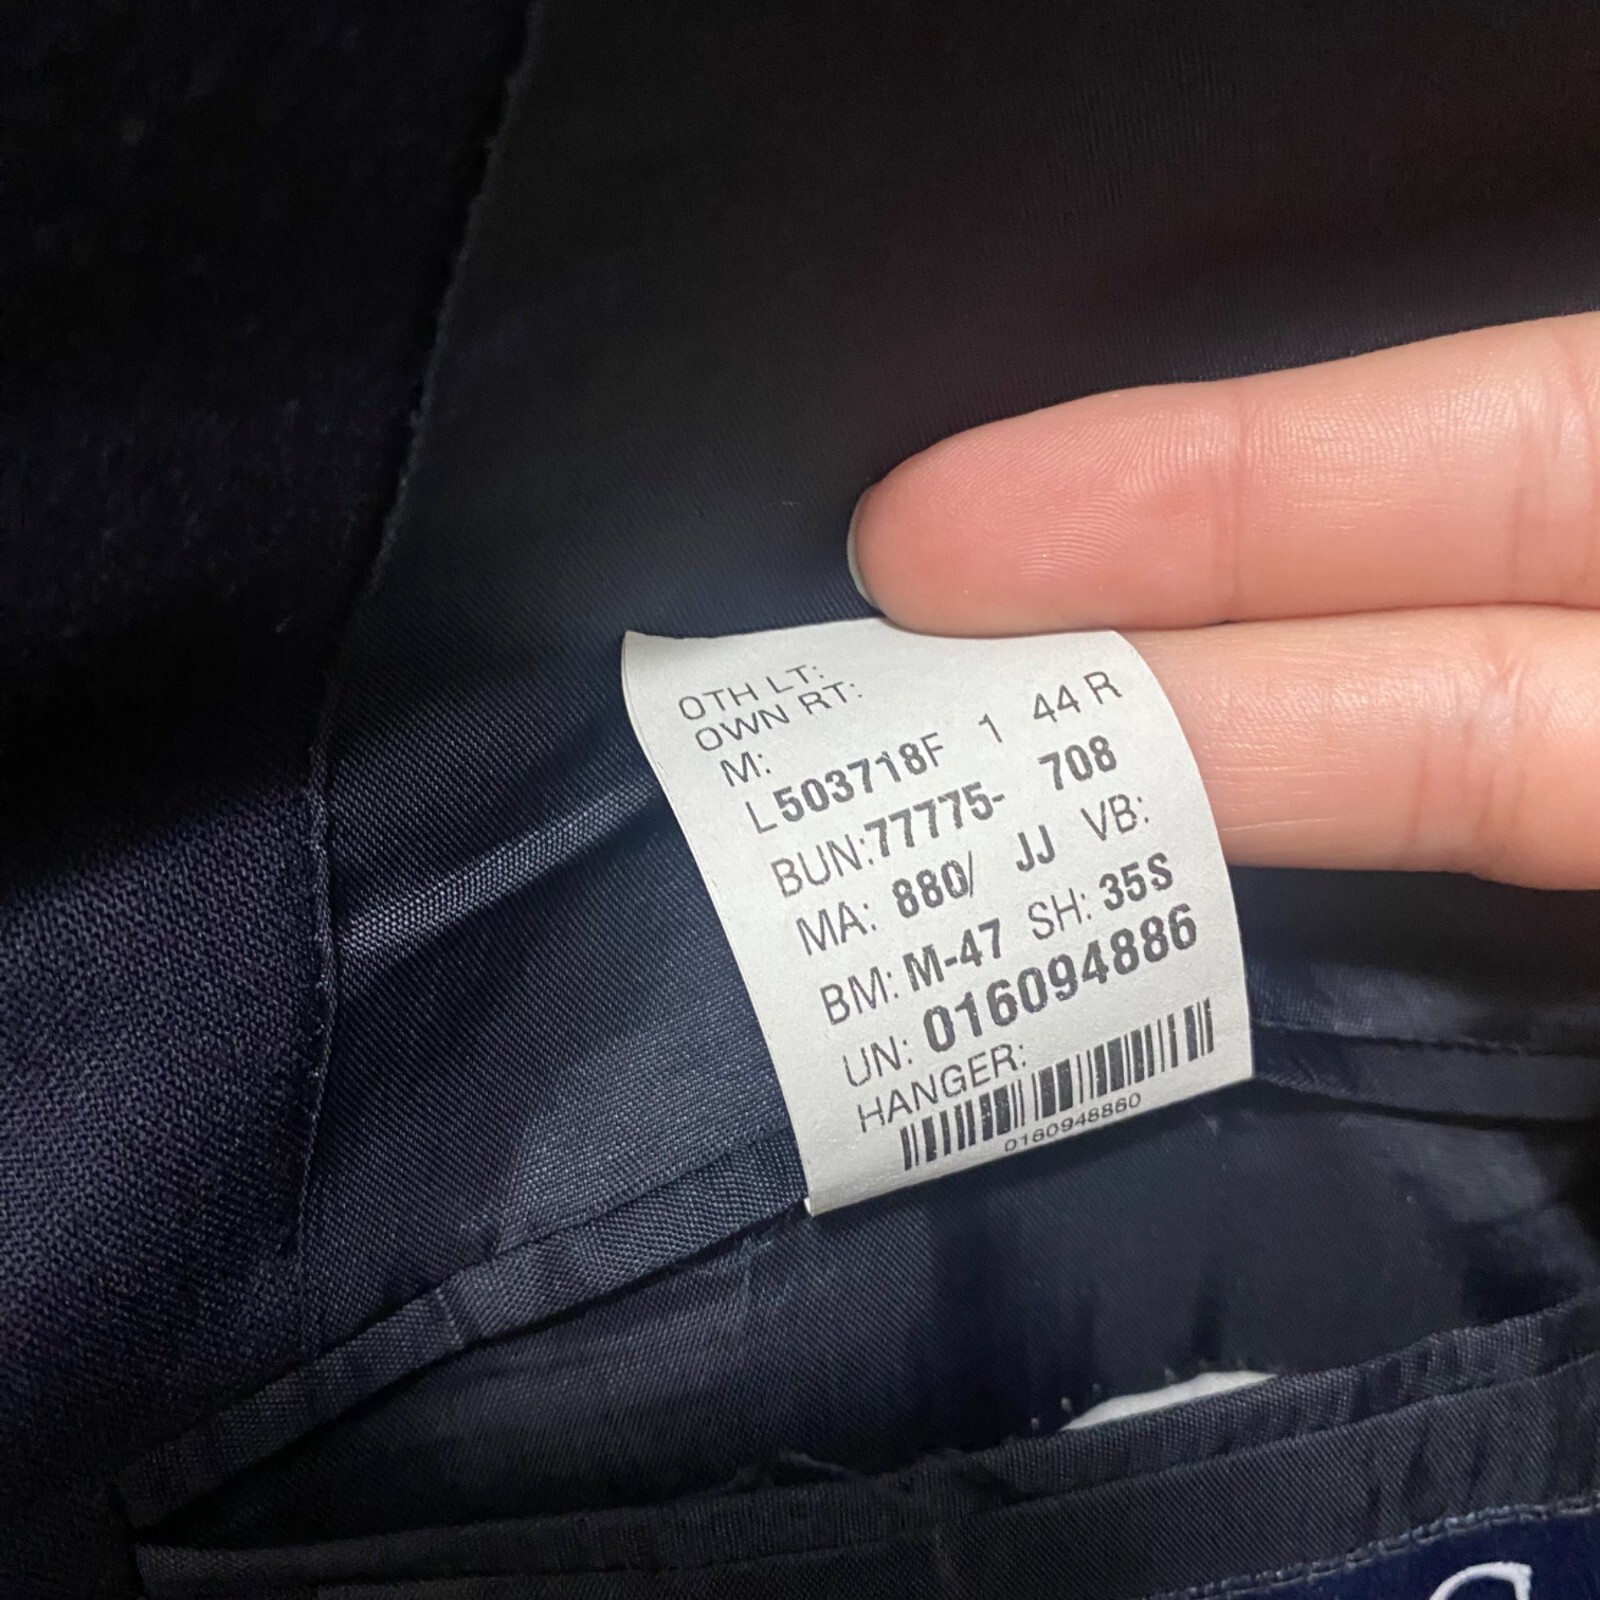 OTH LT:
OWN RT:
M:
L503718F 1 44 R
BUN:77775- 708
MA: 880/ JJ VB:
BM: M-47 SH: 35S
UN: 016094886
HANGER:
0160948860